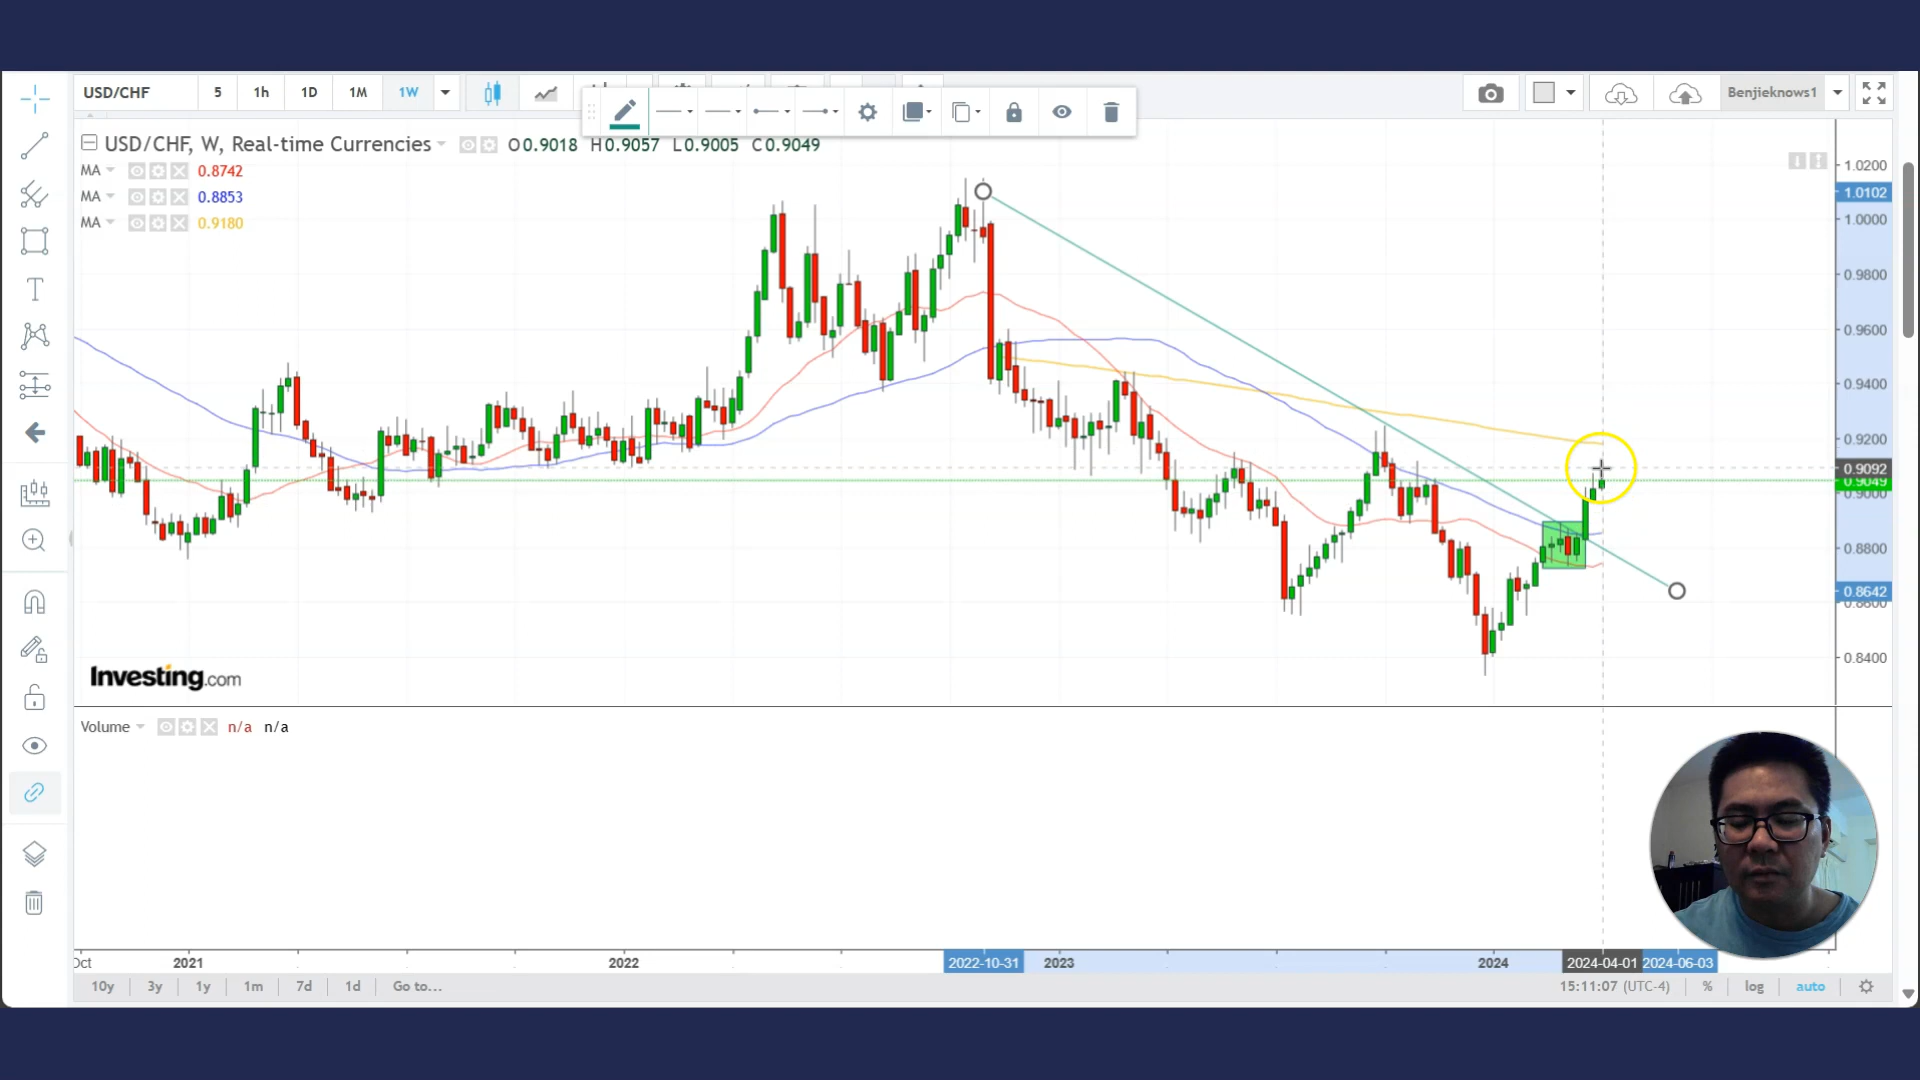 USD/CHF 5 1h 1D 1M 1W
Benjieknows1
USD/CHF, W, Real-time Currencies O0.9018 H0.9057 L0.9005 C0.9049
MA 0.8742
MA 0.8853
MA 0.9180
1.0200
1.0102
1.0000
0.9800
0.9600
0.9400
0.9200
0.9092
0.9049
0.9000
0.8800
0.8642
0.8600
0.8400
T
Investing.com
Volume n/a n/a
Oct 2021 2022 2022-10-31 2023 2024 2024-04-01 2024-06-03
10y 3y 1y 1m 7d 1d Go to... 15:11:07 (UTC-4) % log auto